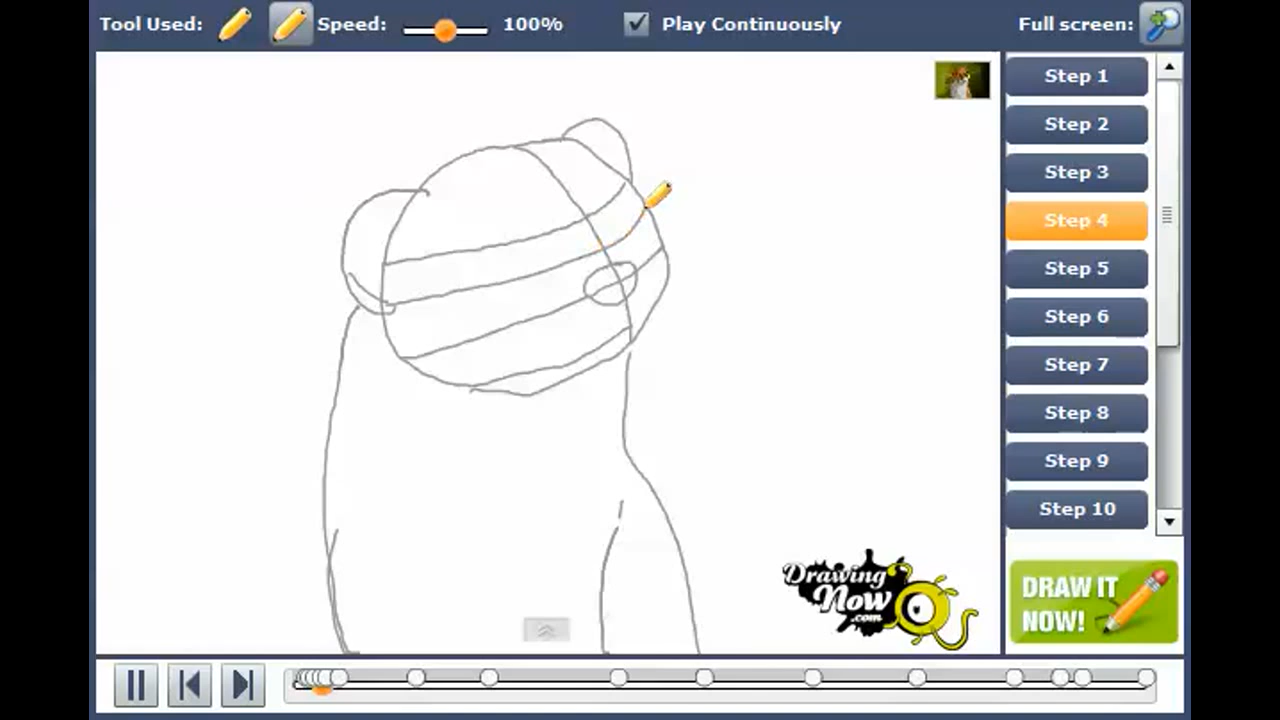 Tool Used:
Speed:
100%
Play Continuously
Full screen:
Step 1
Step 2
Step 3
Step 4
Step 5
Step 6
Step 7
Step 8
Step 9
Step 10
Drawing
Now
.com
DRAW IT
NOW!